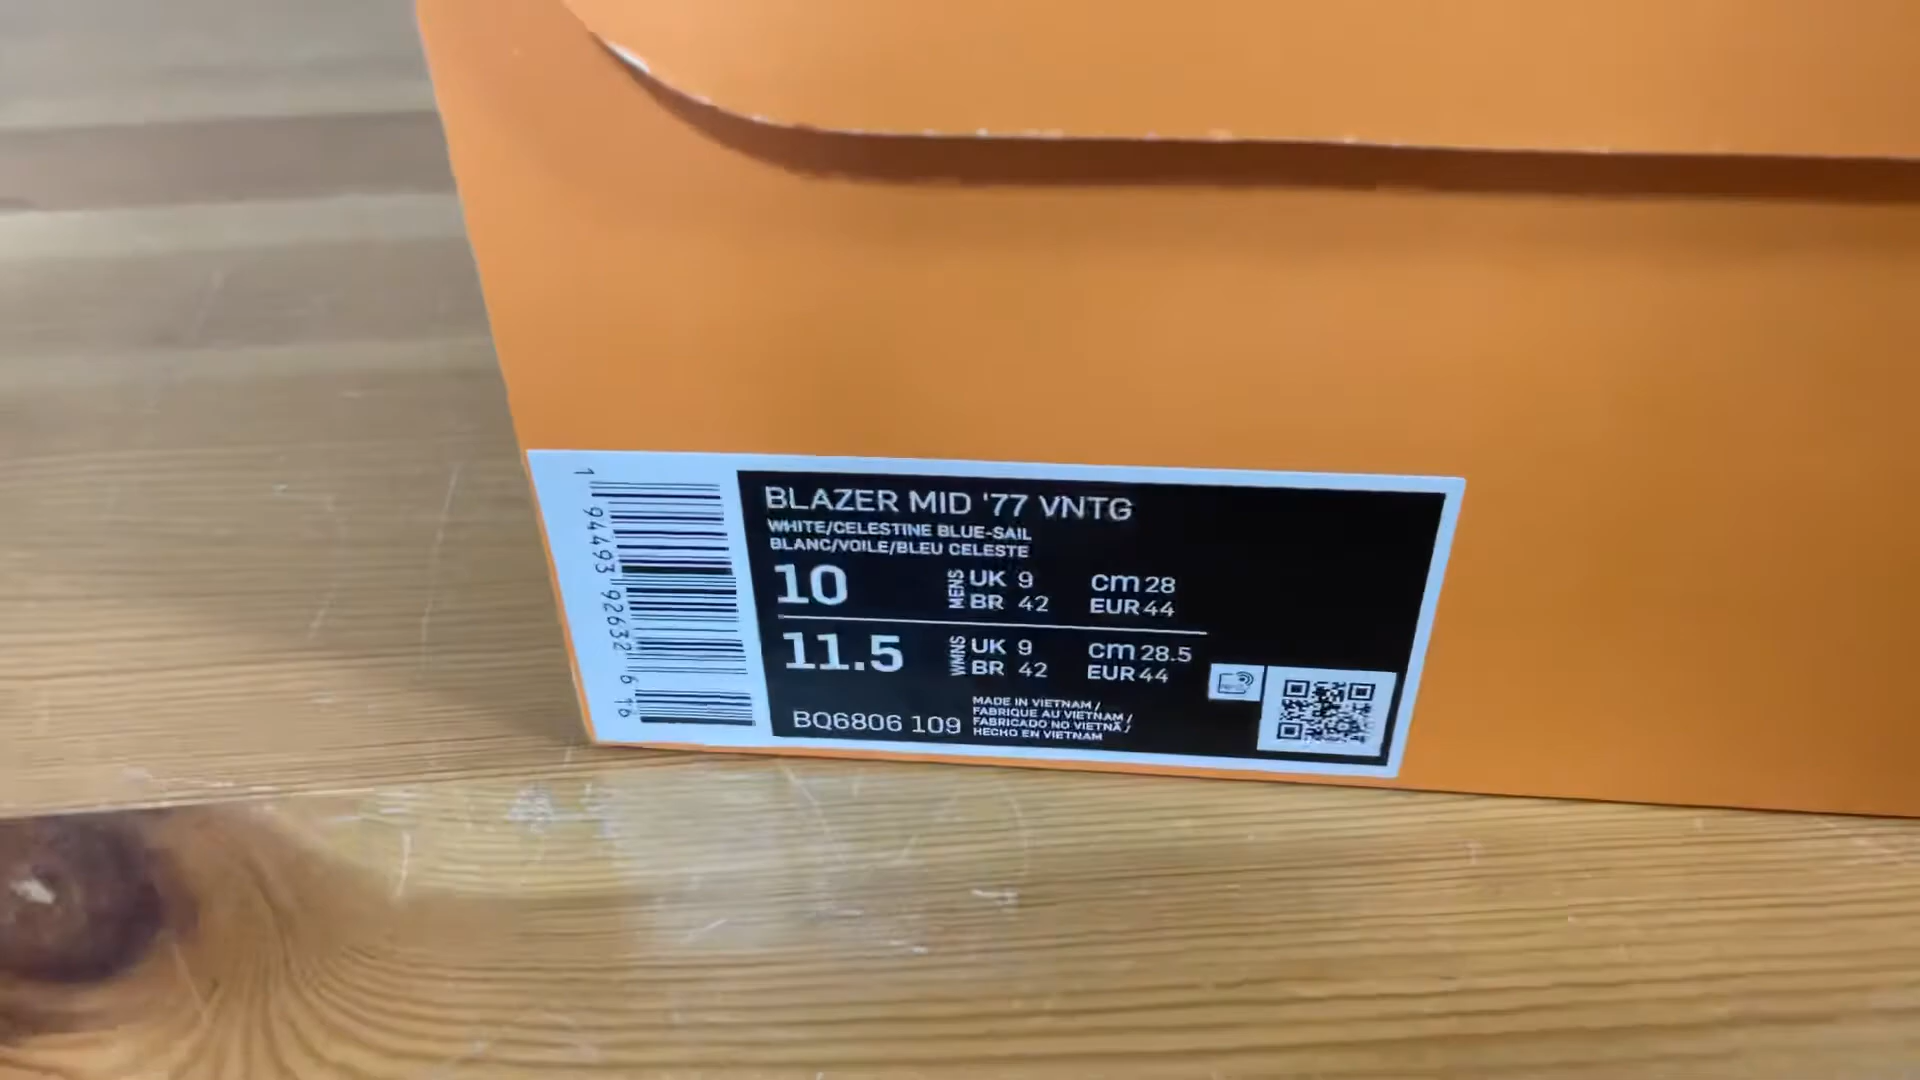 BLAZER MID '77 VNTG
WHITE/CELESTINE BLUE-SAIL
BLANC/VOILE/BLEU CELESTE
10 MENS UK 9 cm 28
BR 42 EUR 44
11.5 WMNS UK 9 cm 28.5
BR 42 EUR 44
BQ6806 109
MADE IN VIETNAM /
FABRIQUE AU VIETNAM /
FABRICADO NO VIETNÃ /
HECHO EN VIETNAM
1 94493 92632 6 16